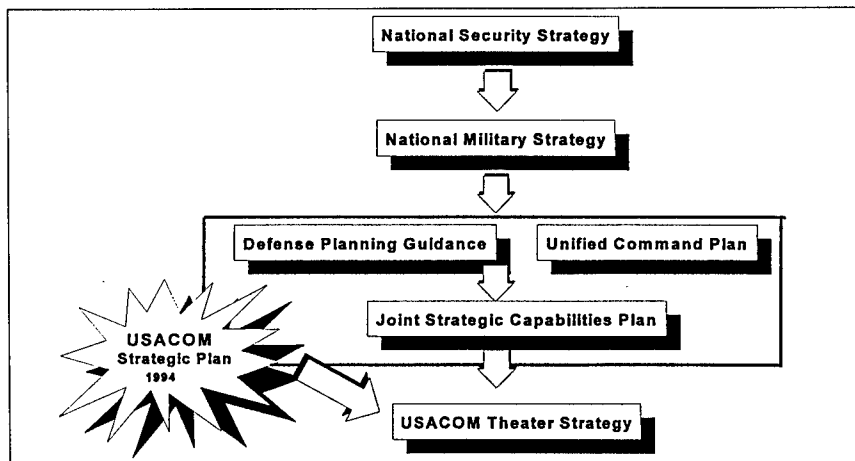 National Security Strategy
National Military Strategy
Defense Planning Guidance
Unified Command Plan
Joint Strategic Capabilities Plan
USACOM
Strategic Plan
1994
USACOM Theater Strategy